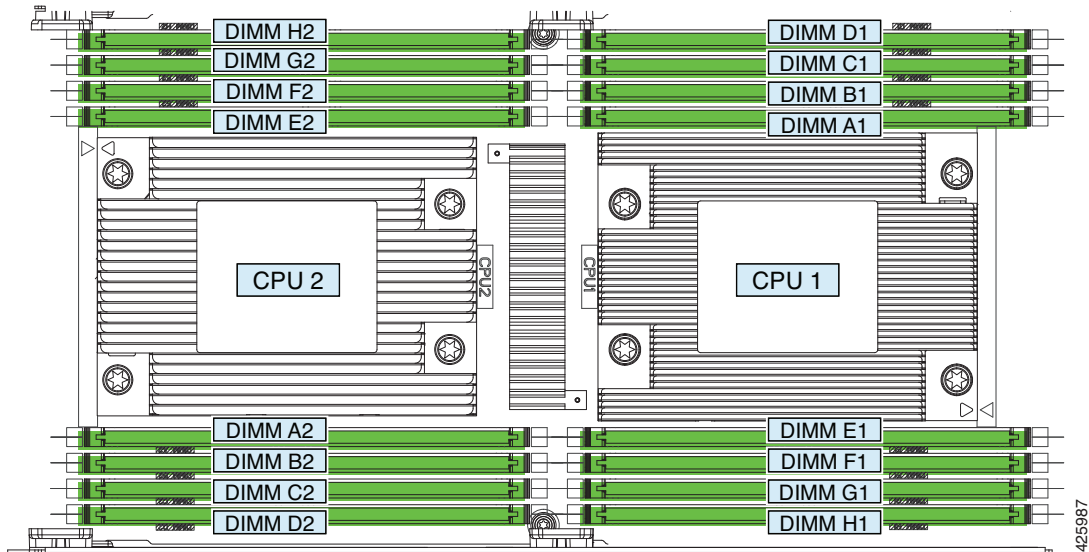 DIMM H2
DIMM D1
DIMM G2
DIMM C1
DIMM F2
DIMM B1
DIMM E2
DIMM A1
CPU 2
CPU2
CPU1
CPU 1
DIMM A2
DIMM E1
DIMM B2
DIMM F1
DIMM C2
DIMM G1
DIMM D2
DIMM H1
425987